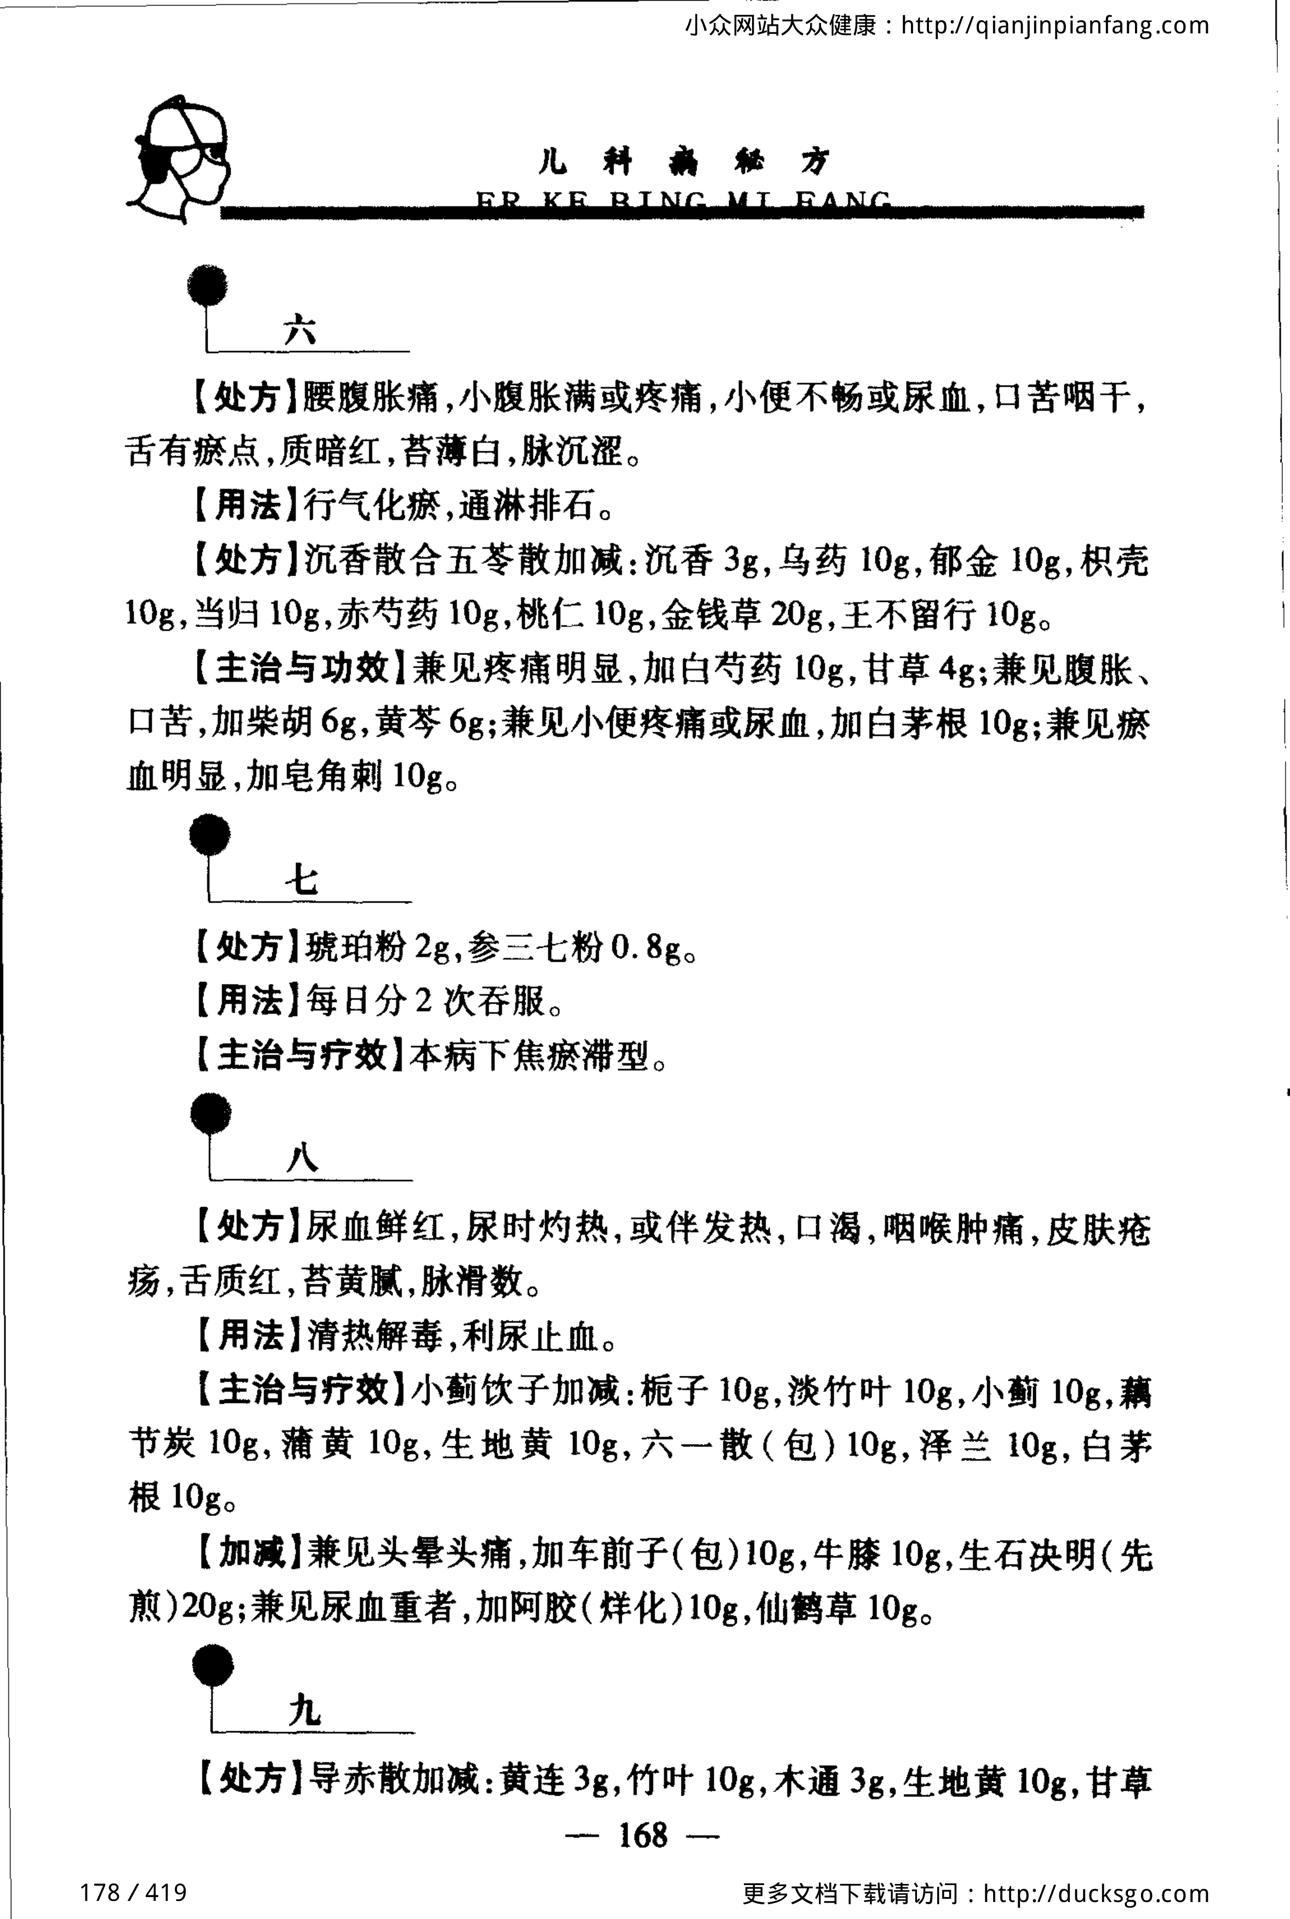 小众网站大众健康：http://qianjinpianfang.com
儿科病秘方
ER KE BING MI FANG
六
【处方】腰腹胀痛,小腹胀满或疼痛,小便不畅或尿血,口苦咽干,
舌有瘀点,质暗红,苔薄白,脉沉涩。
【用法】行气化瘀,通淋排石。
【处方】沉香散合五苓散加减:沉香 3g,乌药 10g,郁金 10g,枳壳
10g,当归 10g,赤芍药 10g,桃仁 10g,金钱草 20g,王不留行 10g。
【主治与功效】兼见疼痛明显,加白芍药 10g,甘草 4g;兼见腹胀、
口苦,加柴胡 6g,黄芩 6g;兼见小便疼痛或尿血,加白茅根 10g;兼见瘀
血明显,加皂角刺 10g。
七
【处方】琥珀粉 2g,参三七粉 0.8g。
【用法】每日分 2 次吞服。
【主治与疗效】本病下焦瘀滞型。
八
【处方】尿血鲜红,尿时灼热,或伴发热,口渴,咽喉肿痛,皮肤疮
疡,舌质红,苔黄腻,脉滑数。
【用法】清热解毒,利尿止血。
【主治与疗效】小蓟饮子加减:栀子 10g,淡竹叶 10g,小蓟 10g,藕
节炭 10g,蒲黄 10g,生地黄 10g,六一散(包)10g,泽兰 10g,白茅
根 10g。
【加减】兼见头晕头痛,加车前子(包)10g,牛膝 10g,生石决明(先
煎)20g;兼见尿血重者,加阿胶(烊化)10g,仙鹤草 10g。
九
【处方】导赤散加减:黄连 3g,竹叶 10g,木通 3g,生地黄 10g,甘草
— 168 —
178 / 419
更多文档下载请访问：http://ducksgo.com